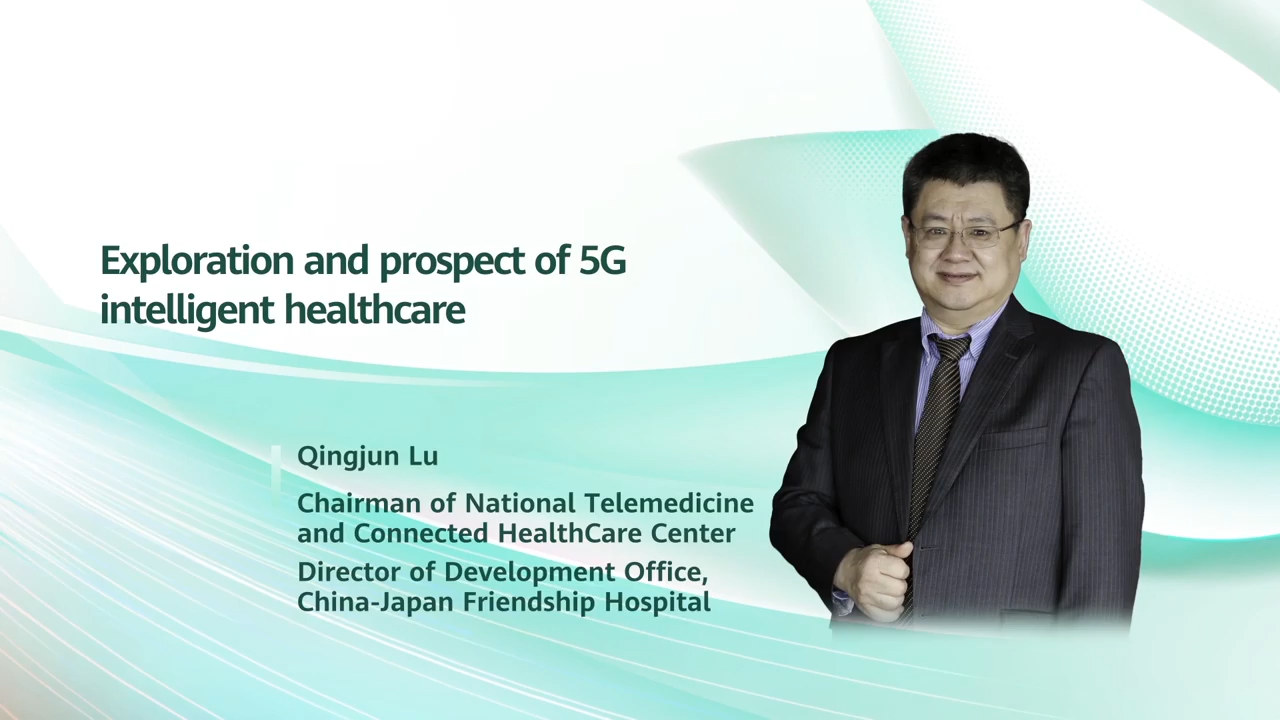 Exploration and prospect of 5G
intelligent healthcare
Qingjun Lu
Chairman of National Telemedicine
and Connected HealthCare Center
Director of Development Office,
China-Japan Friendship Hospital